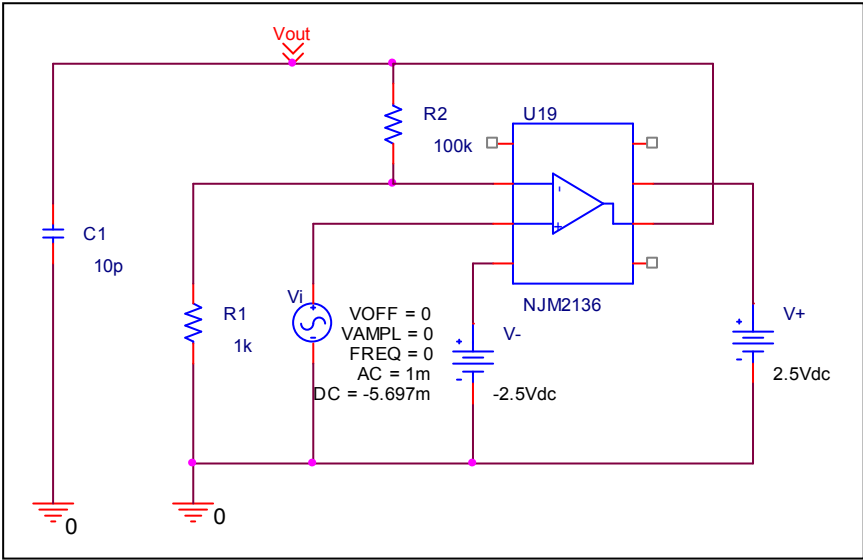 Vout
R2
100k
U19
-
+
C1
10p
R1
1k
Vi
+
-
VOFF = 0
VAMPL = 0
FREQ = 0
AC = 1m
DC = -5.697m
NJM2136
V-
+
-
-2.5Vdc
V+
+
-
2.5Vdc
0
0